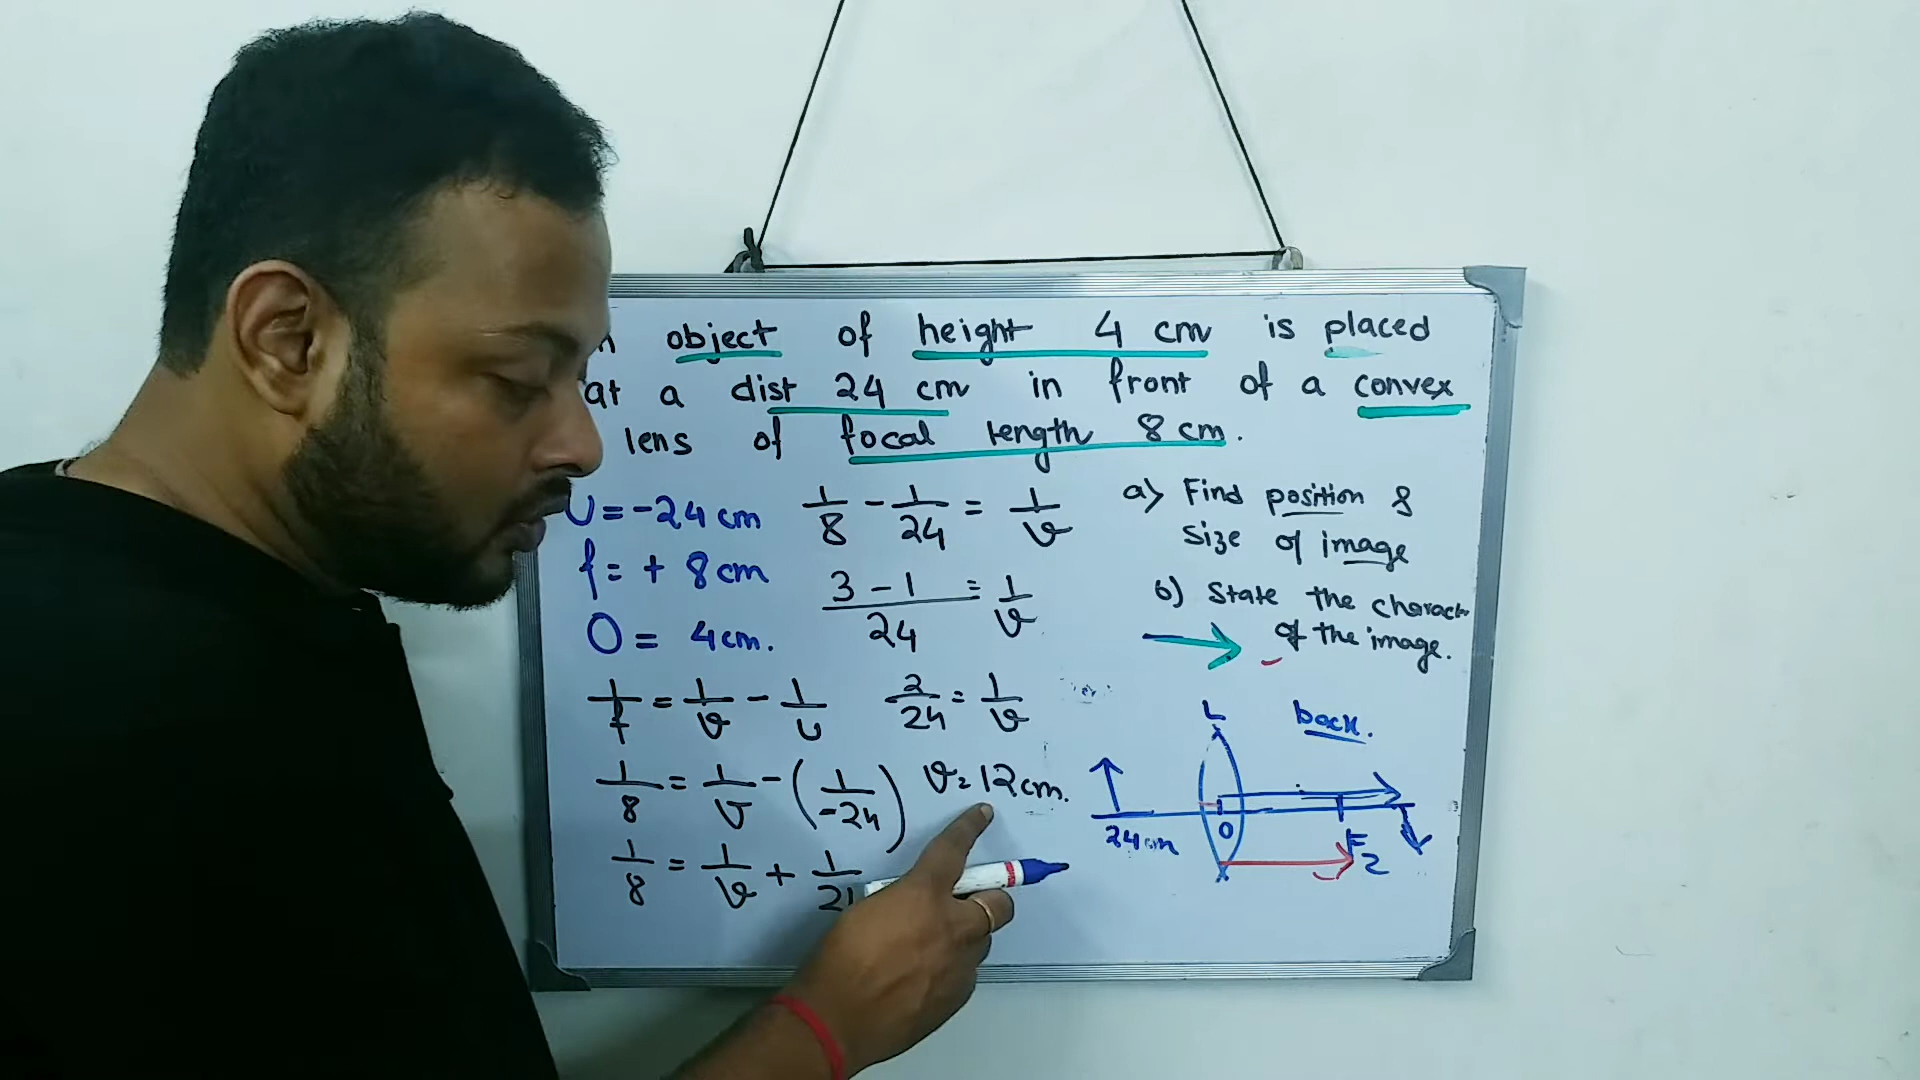 object of height 4 cm is placed
at a dist 24 cm in front of a convex
lens of focal length 8 cm.
U = -24 cm
f = + 8 cm
O = 4 cm.
1/f = 1/v - 1/u
1/8 = 1/v - (1/-24)
1/8 = 1/v + 1/
1/8 - 1/24 = 1/v
3 - 1/24 = 1/v
2/24 = 1/v
v = 12 cm.
a) Find position &
size of image
b) State the charact
of the image.
L
back.
24 cm
O
F2